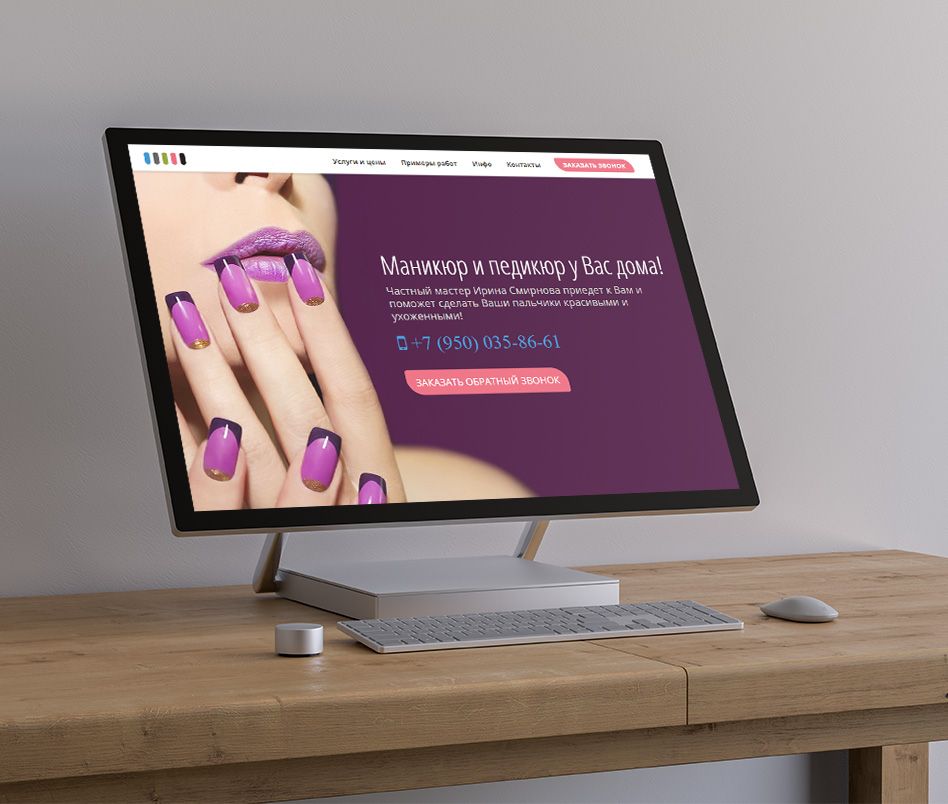 Услуги и цены Примеры работ Инфо Контакты ЗАКАЗАТЬ ЗВОНОК
Маникюр и педикюр у Вас дома!
Частный мастер Ирина Смирнова приедет к Вам и
поможет сделать Ваши пальчики красивыми и
ухоженными!
+7 (950) 035-86-61
ЗАКАЗАТЬ ОБРАТНЫЙ ЗВОНОК